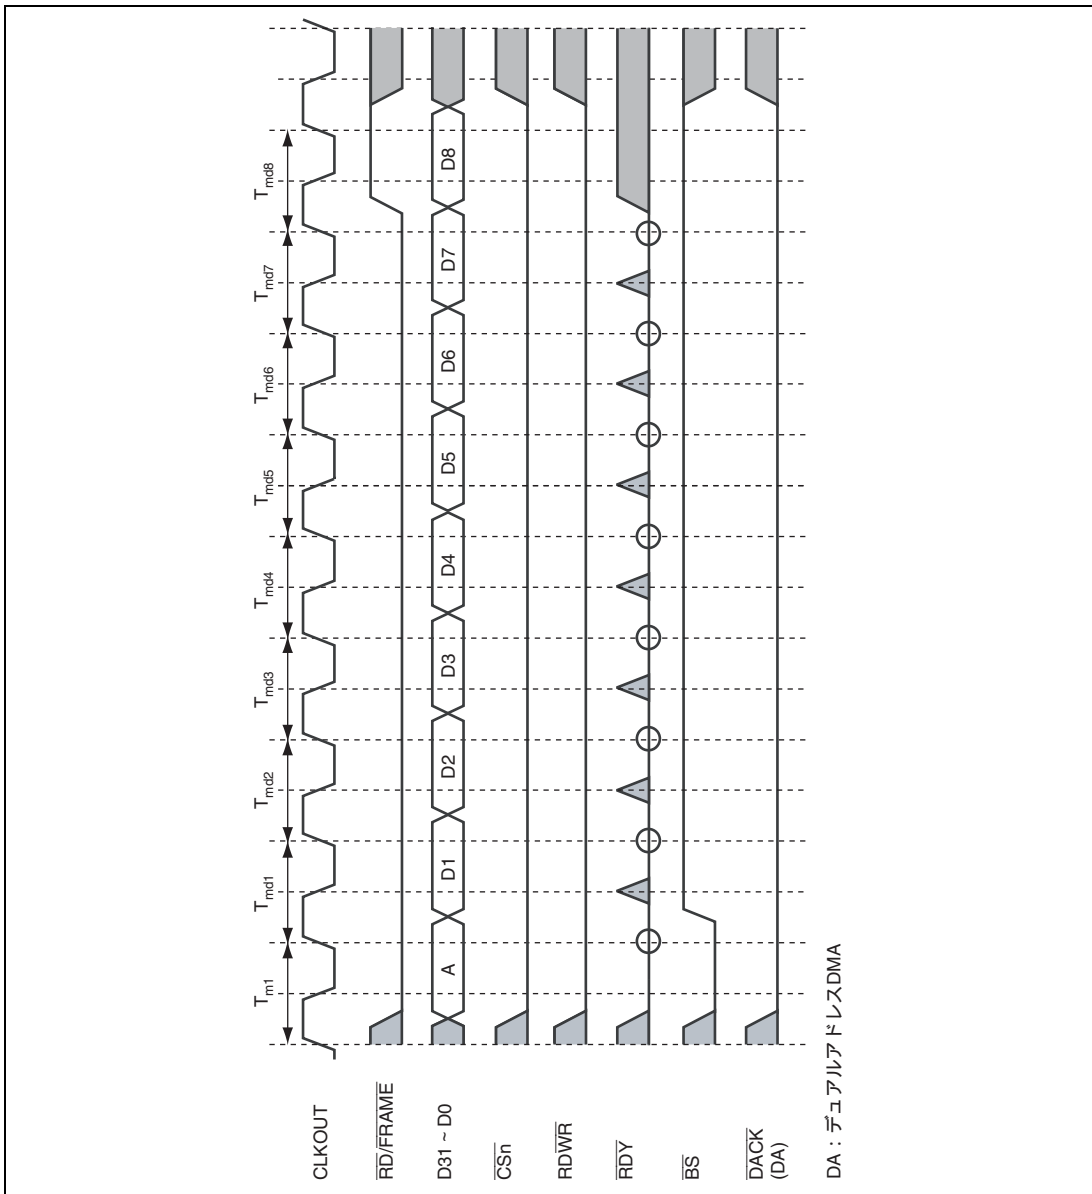 Tm1 Tmd1 Tmd2 Tmd3 Tmd4 Tmd5 Tmd6 Tmd7 Tmd8
CLKOUT
RD/FRAME
D31 ~ D0
A D1 D2 D3 D4 D5 D6 D7 D8
CSn
RDWR
RDY
BS
DACK
(DA)
DA : デュアルアドレスDMA